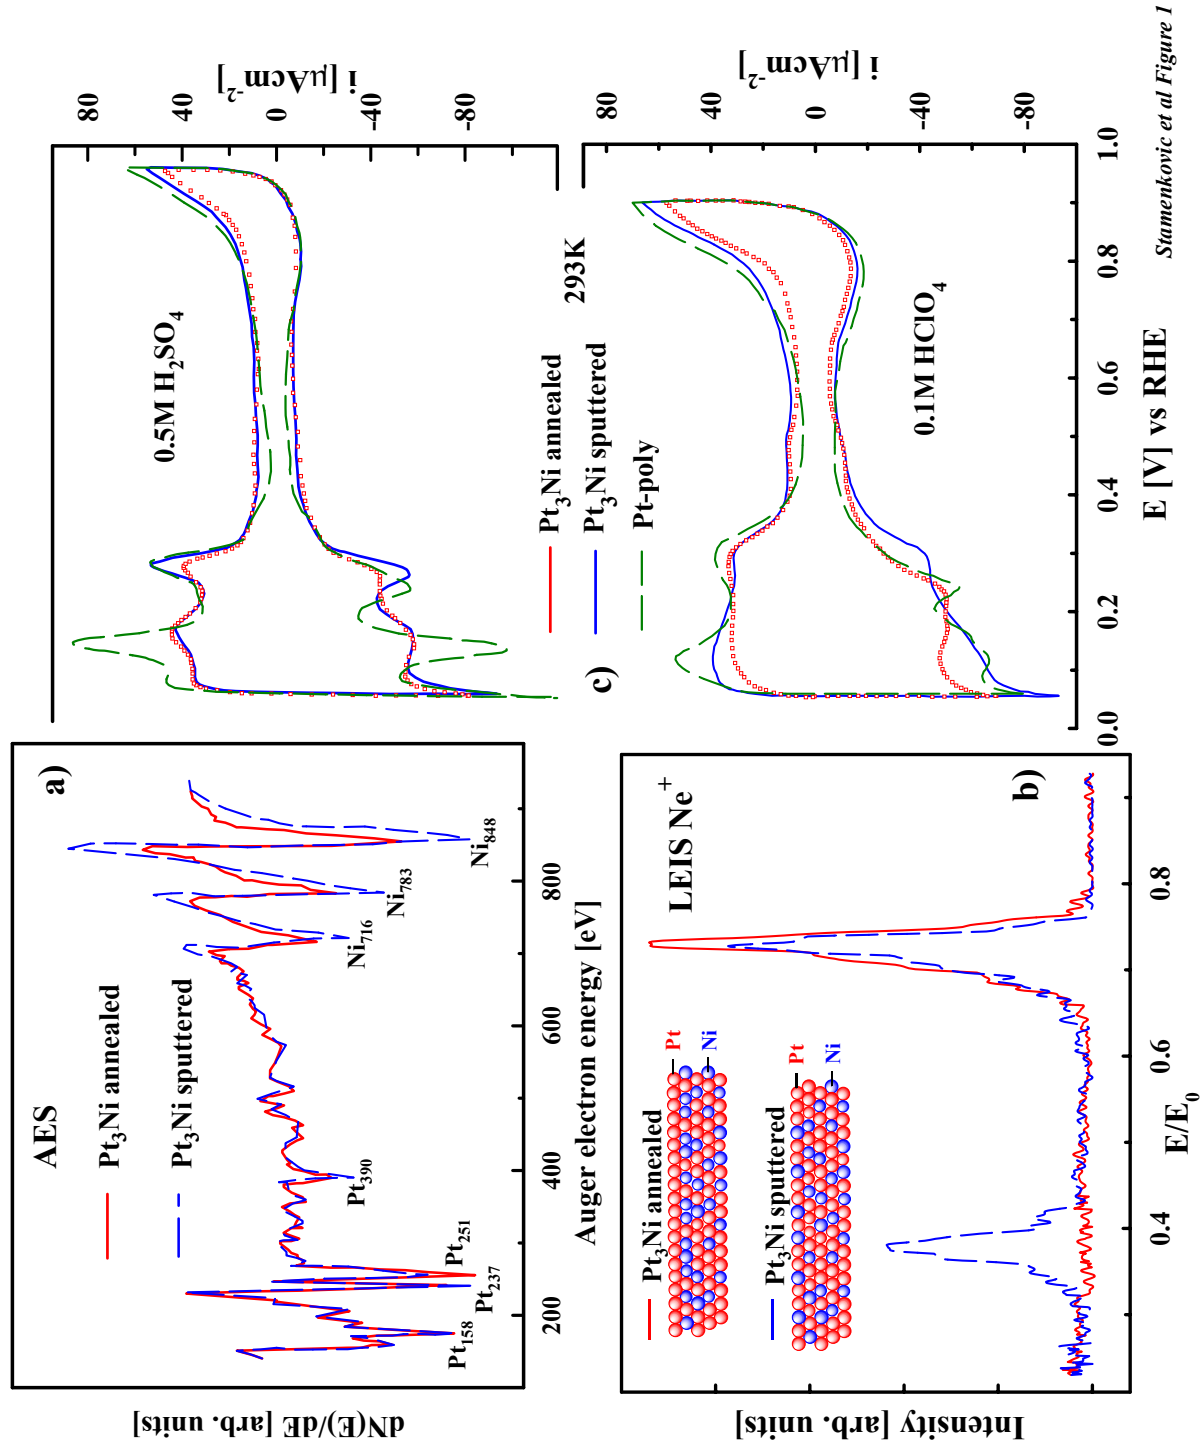 a)
AES
Pt₃Ni annealed
Pt₃Ni sputtered
Pt₁₅₈
Pt₂₃₇
Pt₂₅₁
Pt₃₉₀
Ni₇₁₆
Ni₇₈₃
Ni₈₄₈
dN(E)/dE [arb. units]
200
400
600
800
Auger electron energy [eV]
b)
LEIS Ne⁺
Pt₃Ni annealed
Pt
Ni
Pt₃Ni sputtered
Pt
Ni
Intensity [arb. units]
0.4
0.6
0.8
E/E₀
0.5M H₂SO₄
80
40
0
-40
-80
i [μAcm⁻²]
c)
Pt₃Ni annealed
Pt₃Ni sputtered
Pt-poly
293K
0.1M HClO₄
80
40
0
-40
-80
i [μAcm⁻²]
0.0
0.2
0.4
0.6
0.8
1.0
E [V] vs RHE
Stamenkovic et al Figure 1